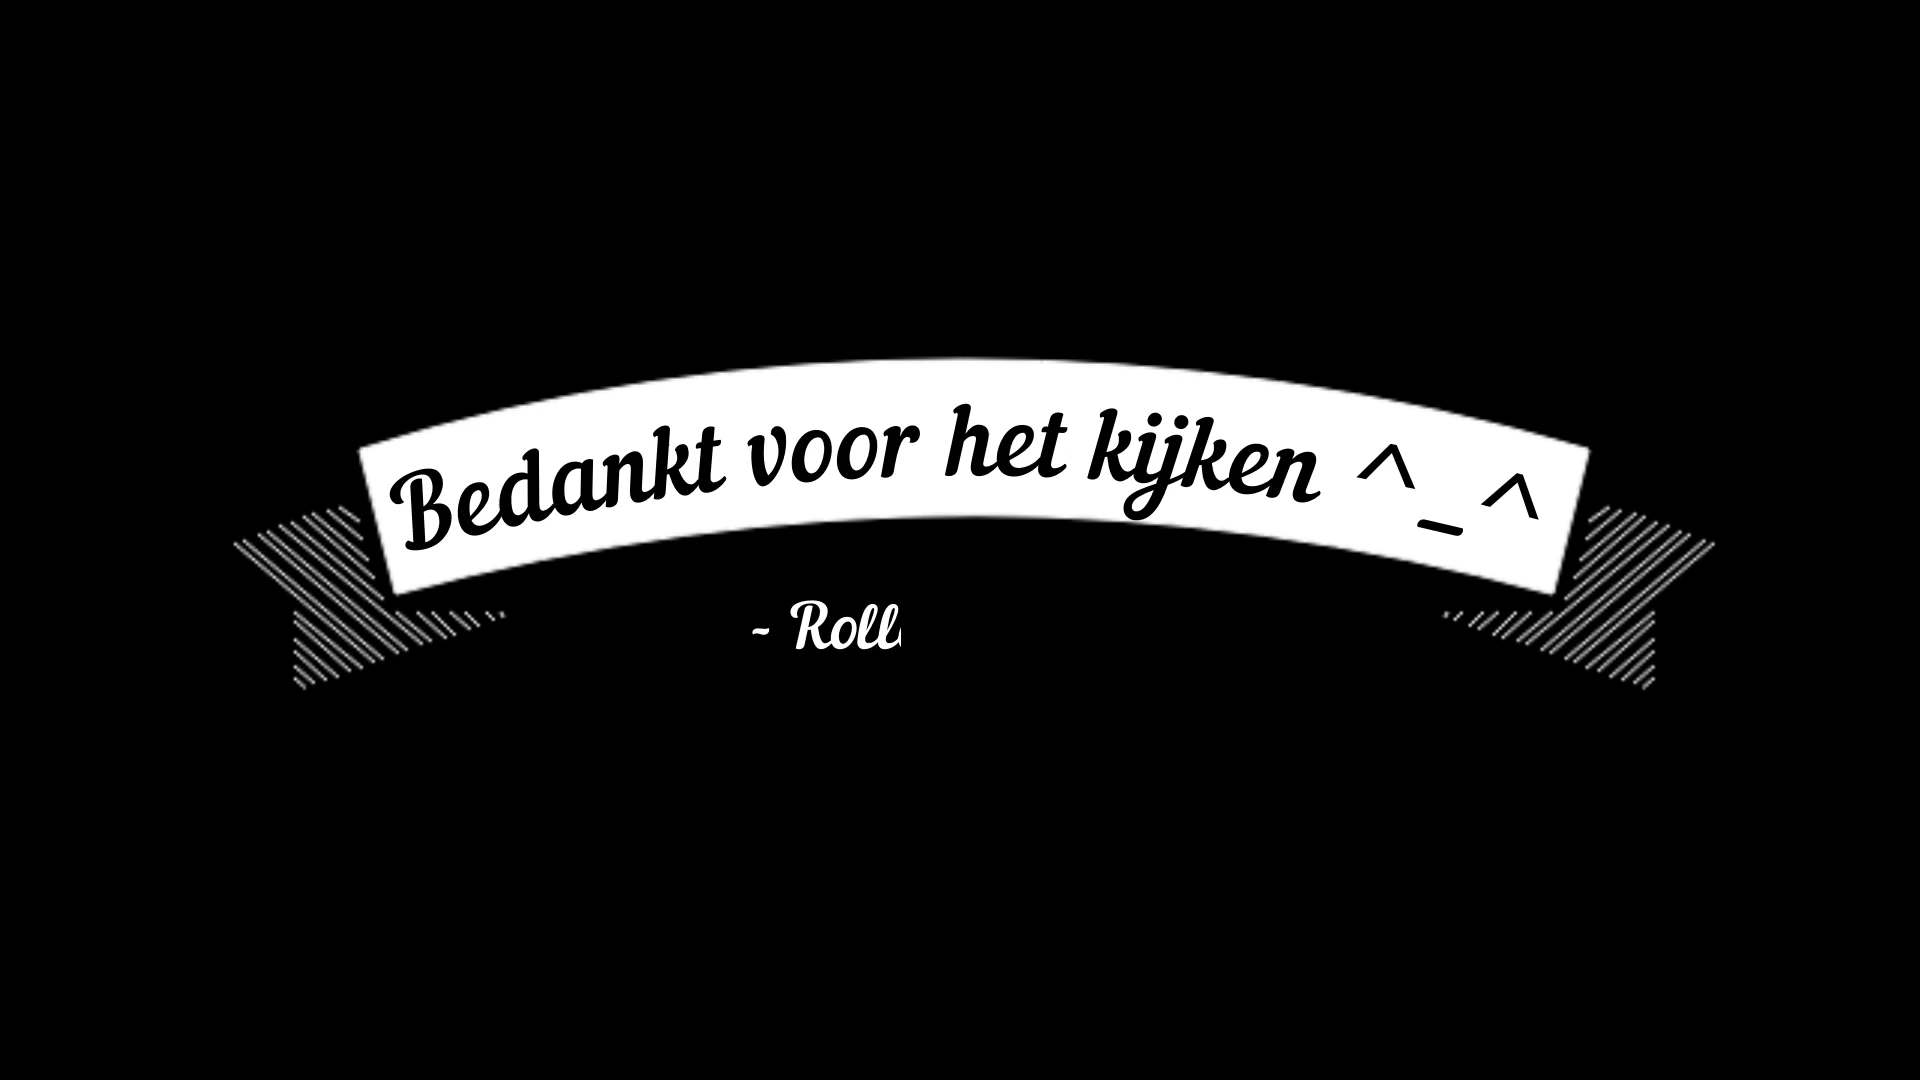 Bedankt voor het kijken ^_^
~ Roll